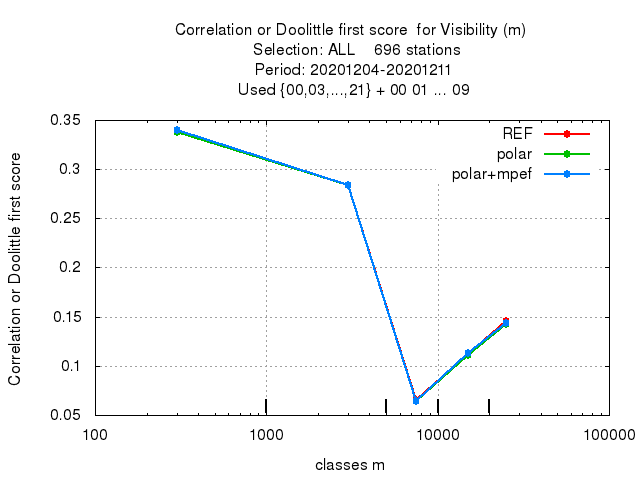 Correlation or Doolittle first score  for Visibility (m)
Selection: ALL    696 stations
Period: 20201204-20201211
Used {00,03,...,21} + 00 01 ... 09
0.35
0.3
0.25
0.2
0.15
0.1
0.05
Correlation or Doolittle first score
REF
polar
polar+mpef
100
1000
10000
100000
classes m